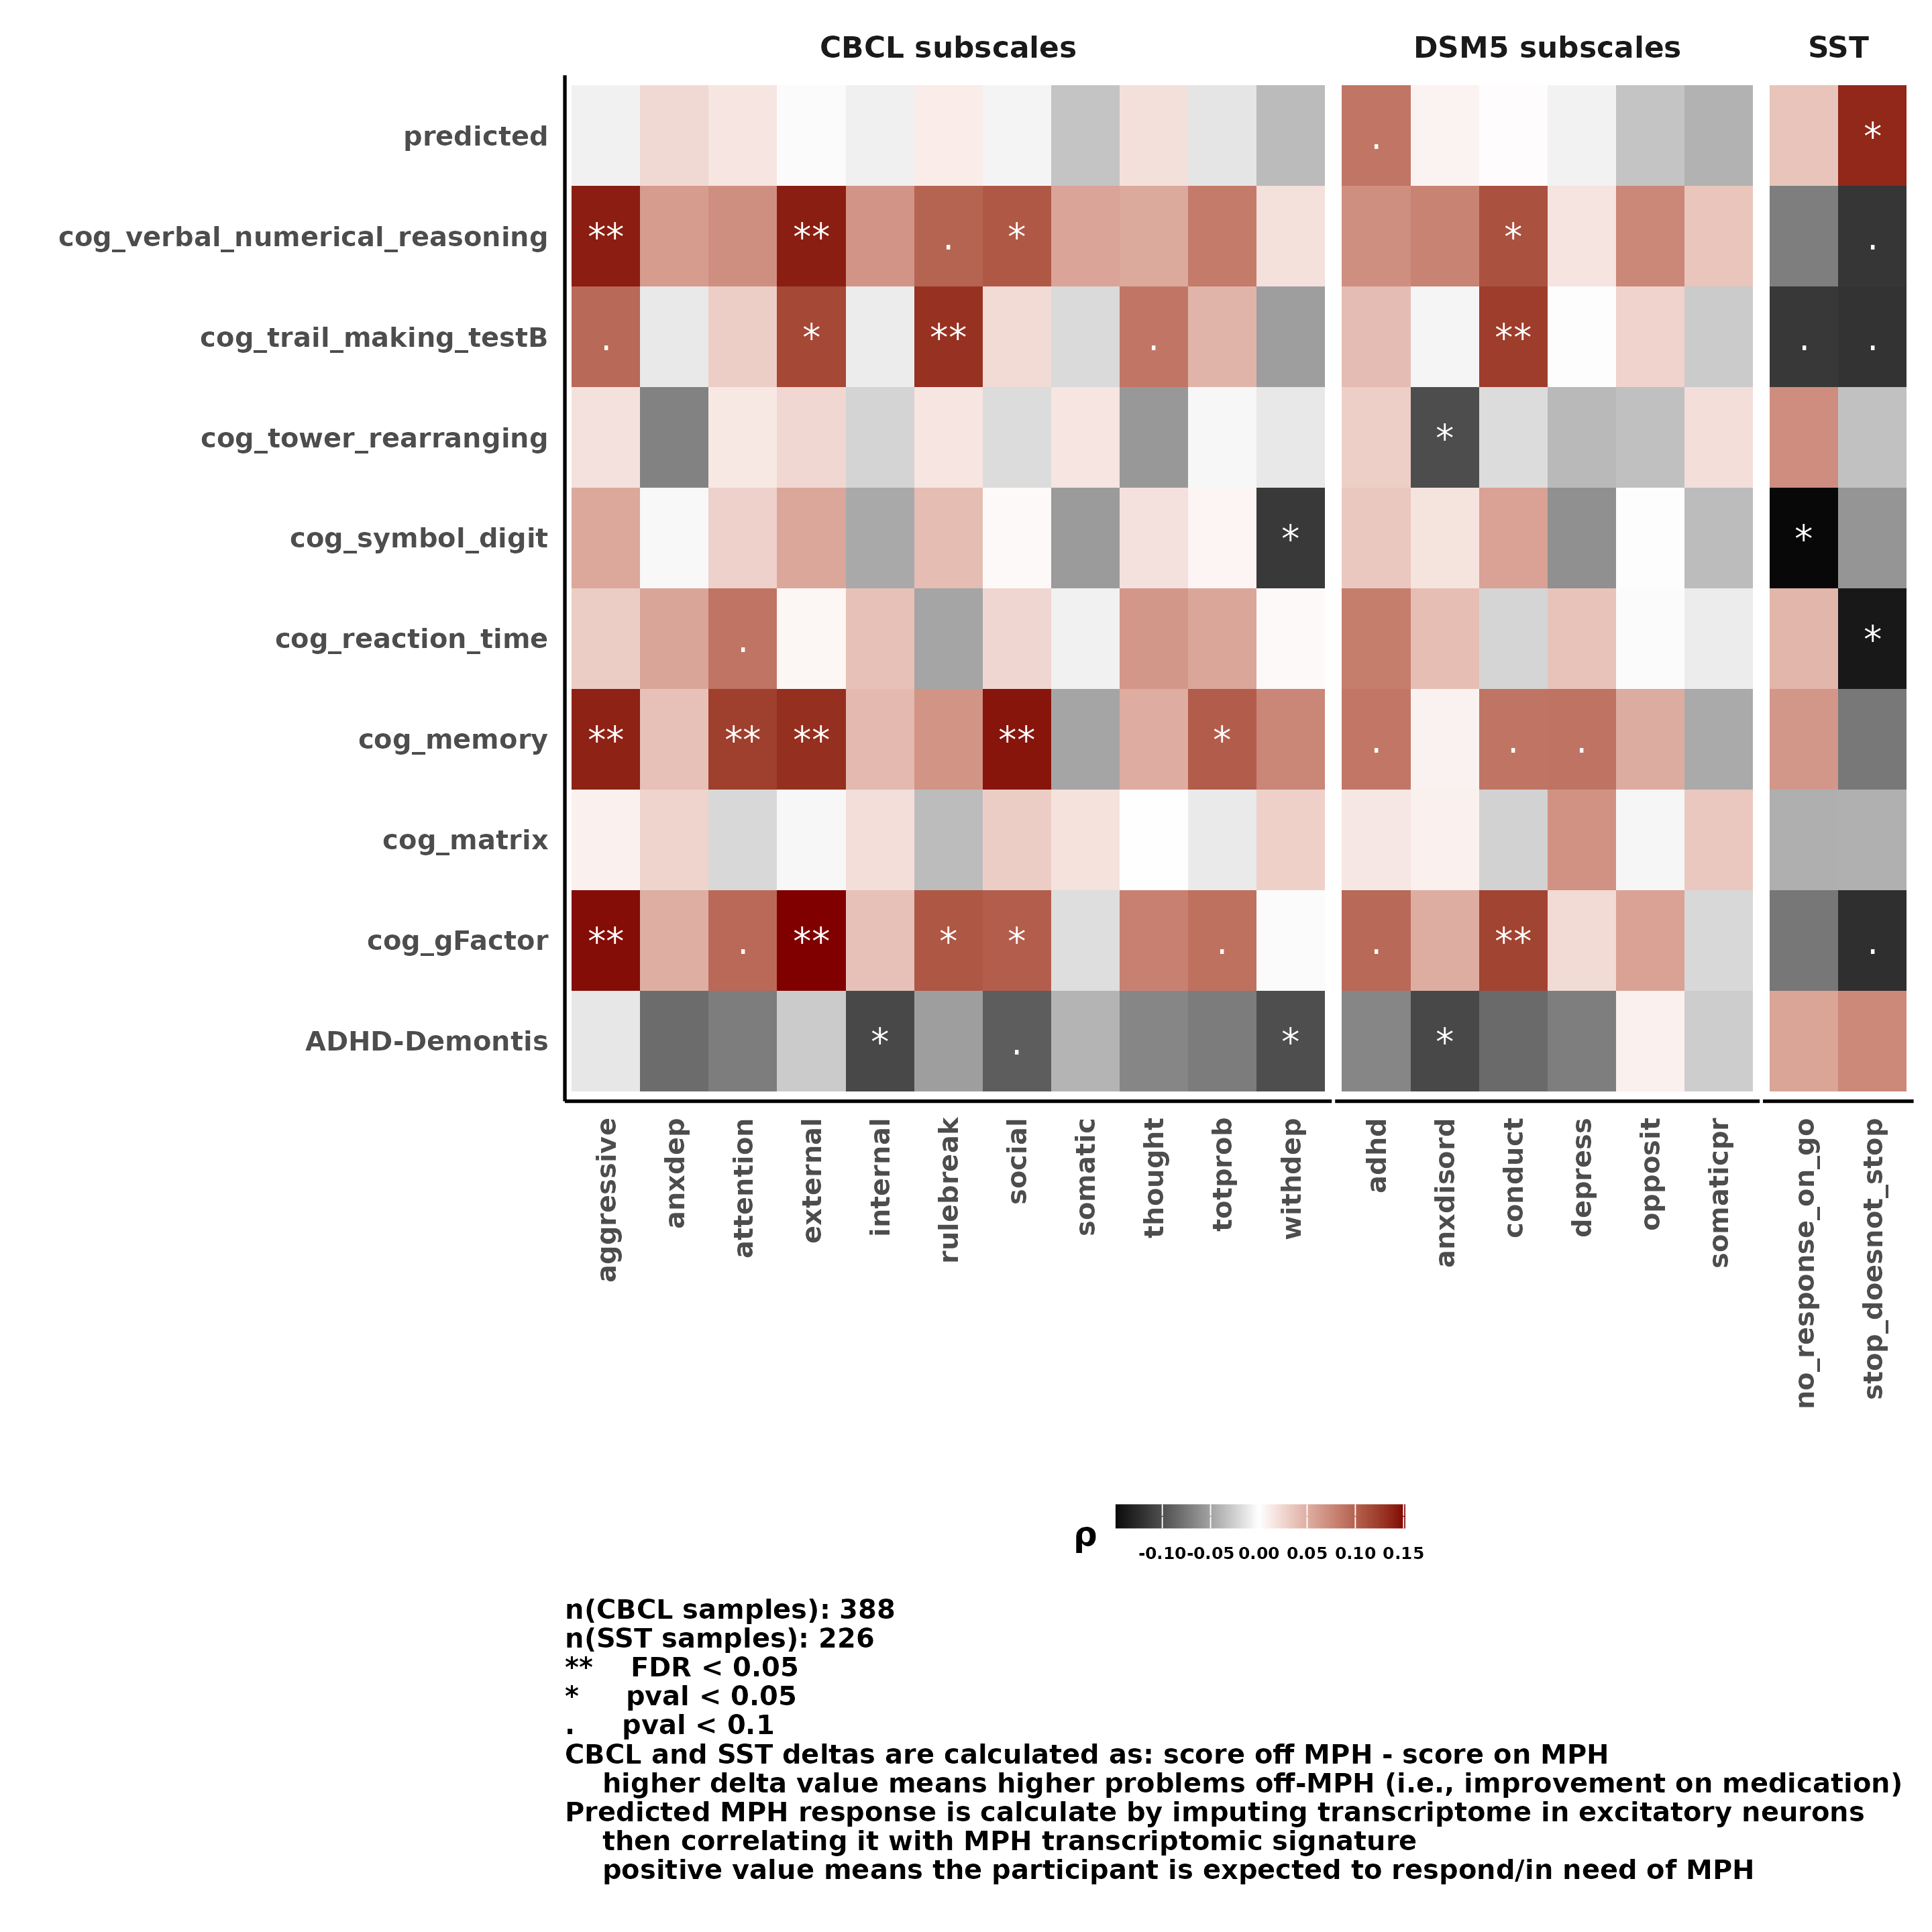 CBCL subscales DSM5 subscales SST
predicted . *
cog_verbal_numerical_reasoning ** ** . * * .
cog_trail_making_testB . * ** . ** . .
cog_tower_rearranging *
cog_symbol_digit * *
cog_reaction_time . *
cog_memory ** ** ** ** * . . .
cog_matrix
cog_gFactor ** . ** * * . . ** .
ADHD-Demontis * . * *
aggressive
anxdep
attention
external
internal
rulebreak
social
somatic
thought
totprob
withdep
adhd
anxdisord
conduct
depress
opposit
somaticpr
no_response_on_go
stop_doesnot_stop
ρ
-0.10 -0.05 0.00 0.05 0.10 0.15
n(CBCL samples): 388
n(SST samples): 226
** FDR < 0.05
* pval < 0.05
. pval < 0.1
CBCL and SST deltas are calculated as: score off MPH - score on MPH
higher delta value means higher problems off-MPH (i.e., improvement on medication)
Predicted MPH response is calculate by imputing transcriptome in excitatory neurons
then correlating it with MPH transcriptomic signature
positive value means the participant is expected to respond/in need of MPH